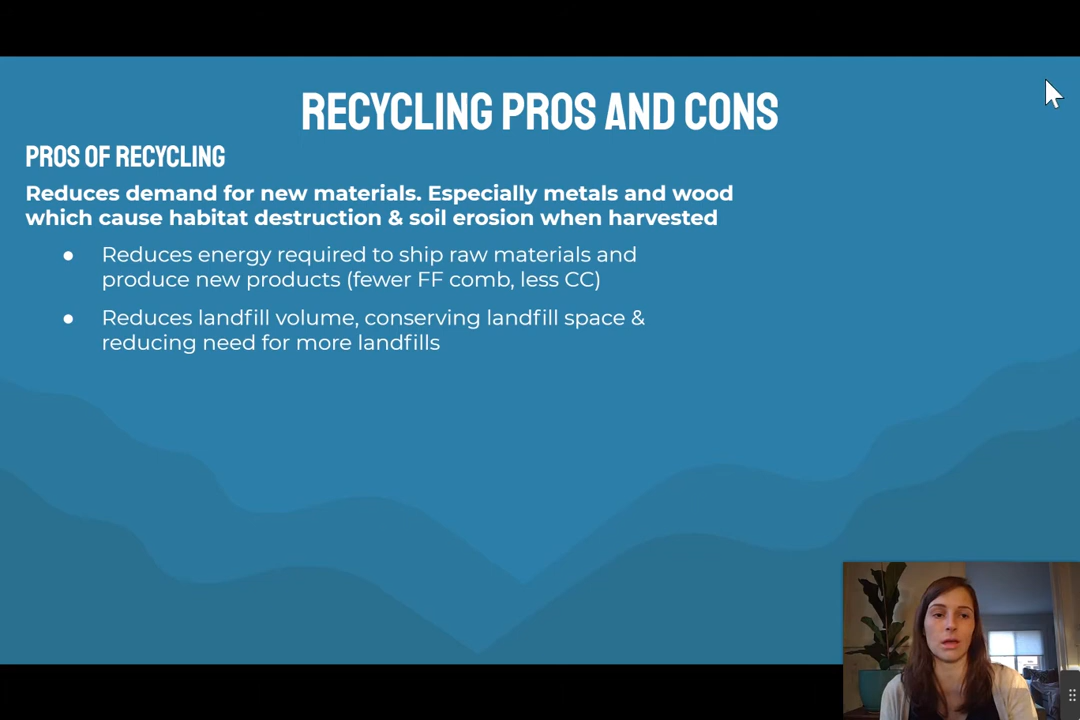 RECYCLING PROS AND CONS
PROS OF RECYCLING
Reduces demand for new materials. Especially metals and wood
which cause habitat destruction & soil erosion when harvested
● Reduces energy required to ship raw materials and
produce new products (fewer FF comb, less CC)
● Reduces landfill volume, conserving landfill space &
reducing need for more landfills